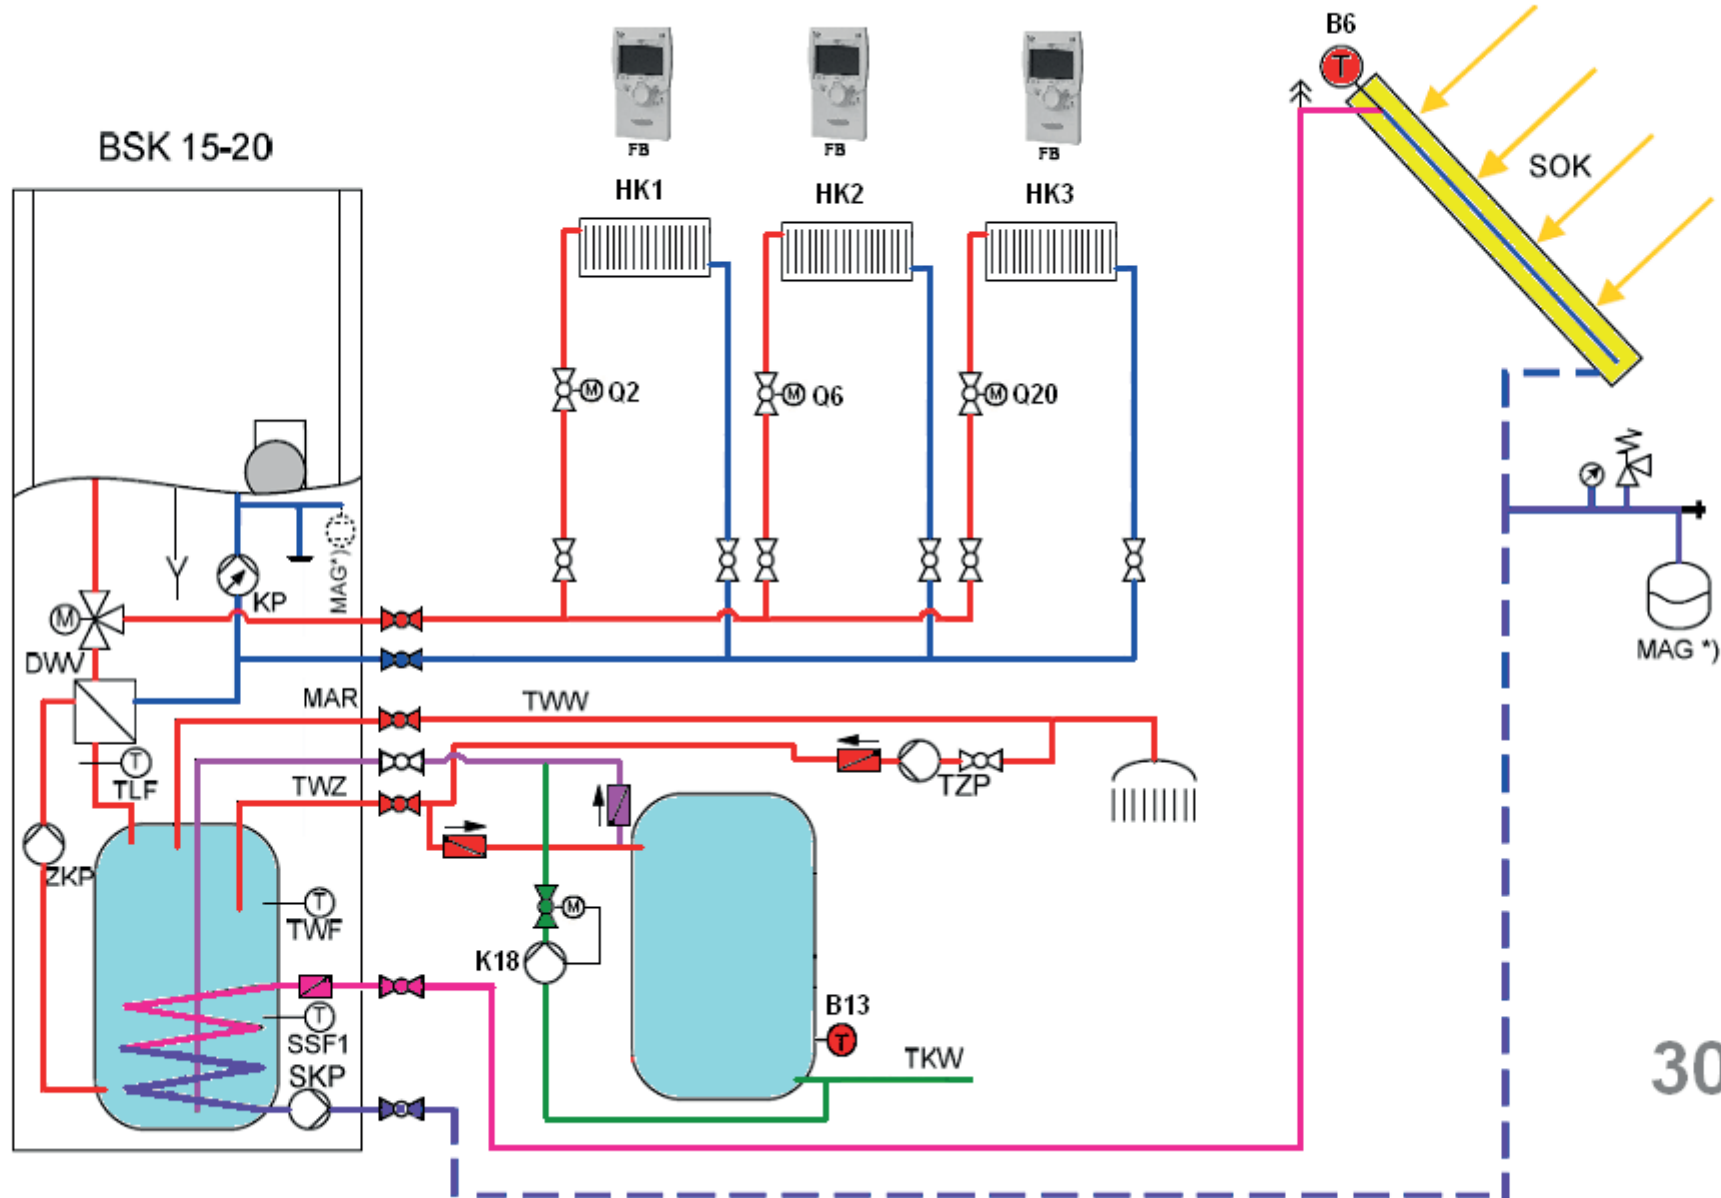 B6
BSK 15-20
FB
FB
FB
SOK
HK1
HK2
HK3
M Q2
M Q6
M Q20
MAG*)
KP
M
DWV
MAG *)
MAR
TWW
T
TLF
TWZ
TZP
ZKP
T
TWF
M
K18
T
SSF1
B13
T
SKP
TKW
30
T